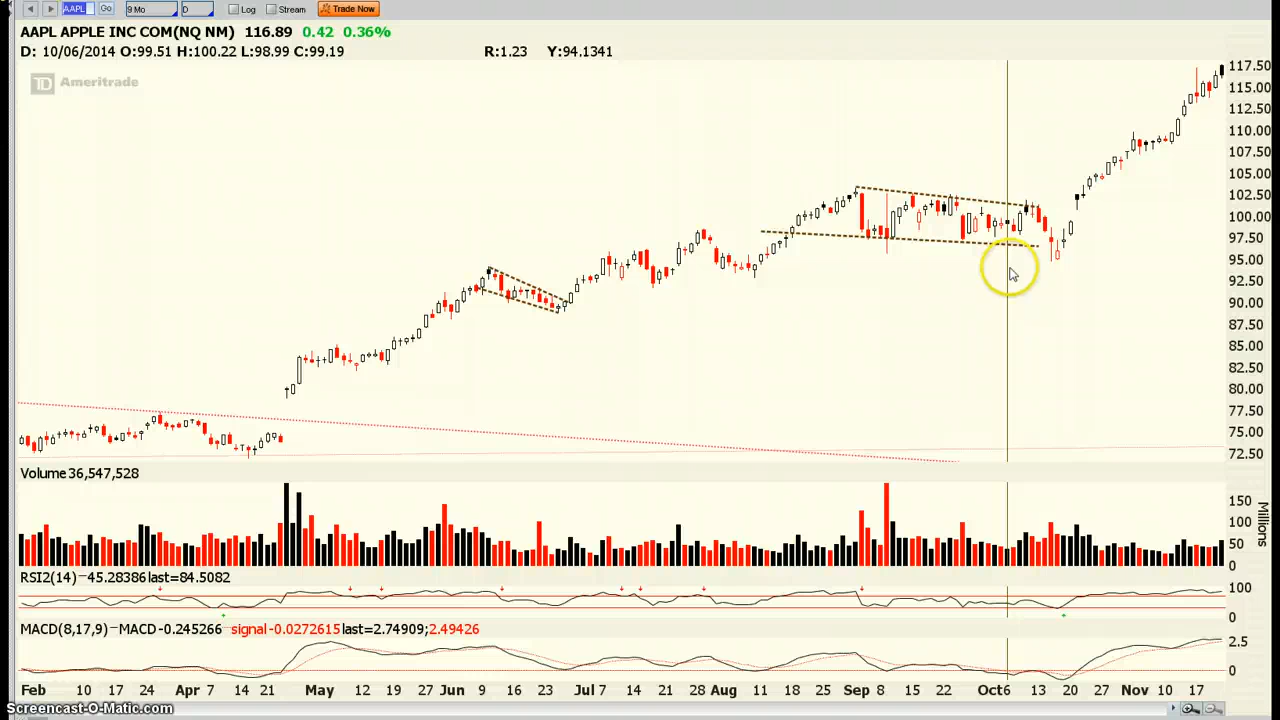 AAPL Go 9 Mo D Log Stream Trade Now
AAPL APPLE INC COM(NQ NM) 116.89 0.42 0.36%
D: 10/06/2014 O:99.51 H:100.22 L:98.99 C:99.19 R:1.23 Y:94.1341
TD Ameritrade
117.50
115.00
112.50
110.00
107.50
105.00
102.50
100.00
97.50
95.00
92.50
90.00
87.50
85.00
82.50
80.00
77.50
75.00
72.50
Volume 36,547,528
150
100
50
0
Millions
RSI2(14) −45.28386last=84.5082
100
0
MACD(8,17,9)−MACD -0.245266 signal-0.0272615last=2.74909;2.49426
2.5
0
Feb 10 17 24 Apr 7 14 21 May 12 19 27 Jun 9 16 23 Jul 7 14 21 28 Aug 11 18 25 Sep 8 15 22 Oct6 13 20 27 Nov 10 17
Screencast-O-Matic.com